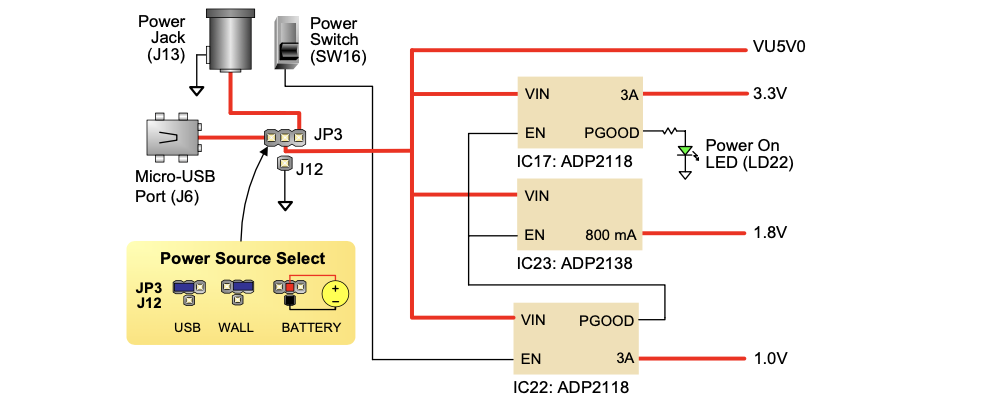 Power
Jack
(J13)
Power
Switch
(SW16)
VU5V0
VIN
3A
3.3V
EN
PGOOD
IC17: ADP2118
Power On
LED (LD22)
JP3
J12
Micro-USB
Port (J6)
VIN
EN
800 mA
1.8V
IC23: ADP2138
Power Source Select
JP3
J12
USB
WALL
BATTERY
+
–
VIN
PGOOD
EN
3A
1.0V
IC22: ADP2118